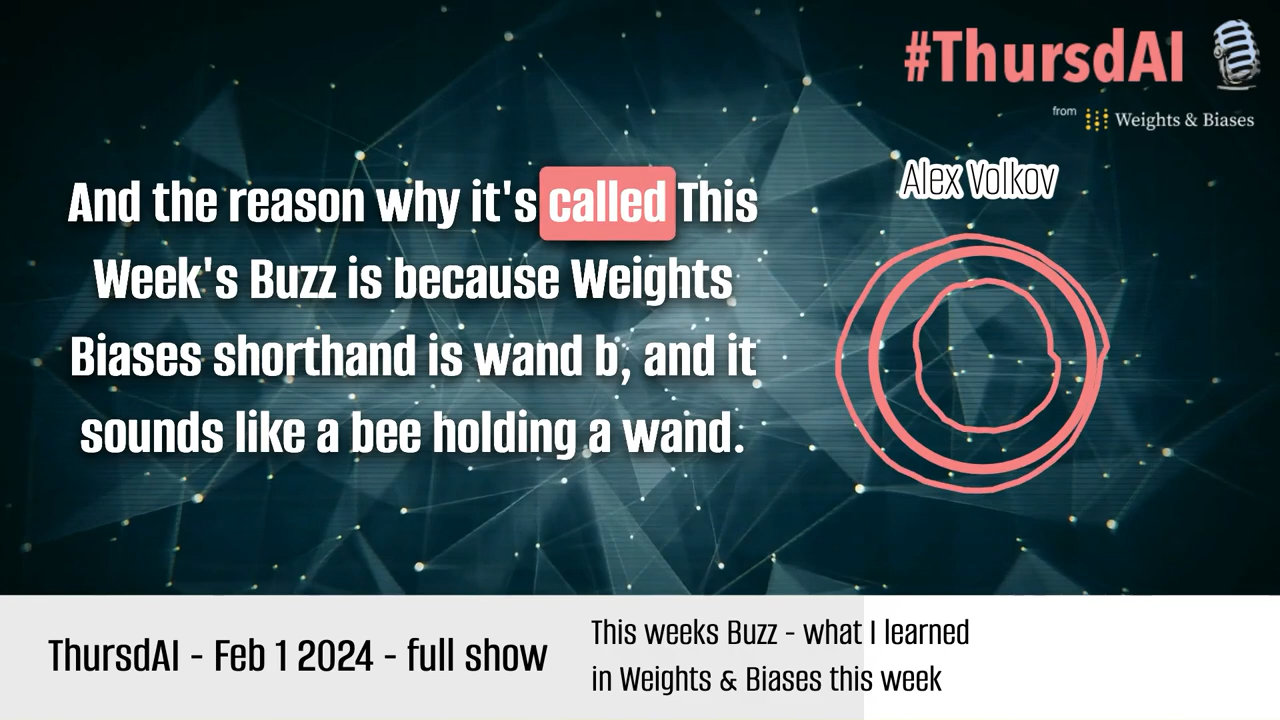 #ThursdAI
from Weights & Biases
Alex Volkov
And the reason why it's called This
Week's Buzz is because Weights
Biases shorthand is wand b, and it
sounds like a bee holding a wand.
ThursdAI - Feb 1 2024 - full show
This weeks Buzz - what I learned
in Weights & Biases this week